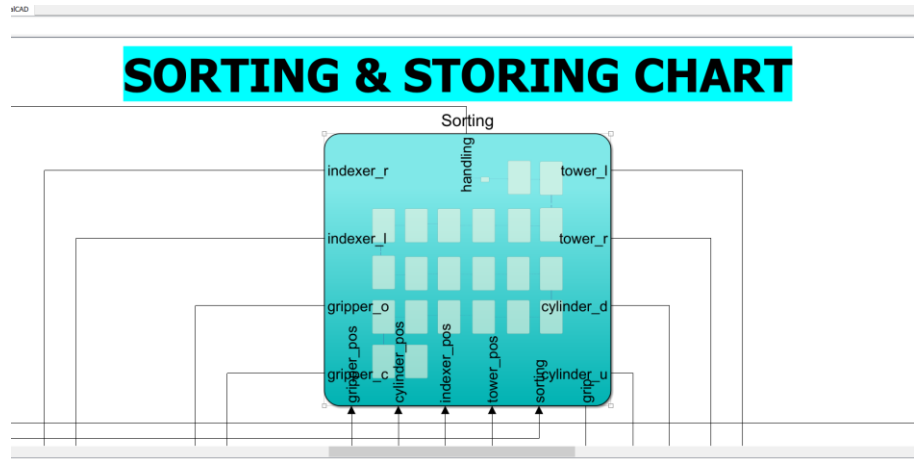 SORTING & STORING CHART
Sorting
handling
indexer_r
tower_l
indexer_l
tower_r
gripper_o
cylinder_d
gripper_c
cylinder_u
gripper_pos
cylinder_pos
indexer_pos
tower_pos
sorting
grip